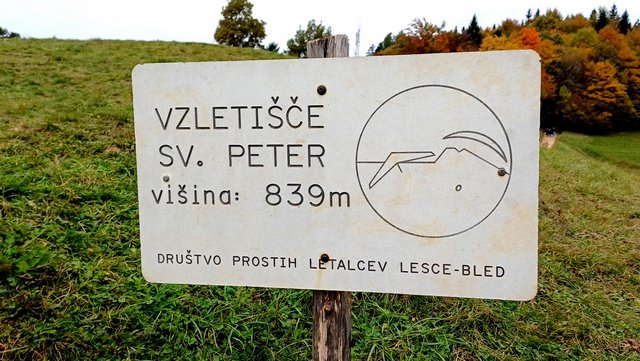 VZLETIŠČE
SV. PETER
višina: 839m
DRUŠTVO PROSTIH LETALCEV LESCE-BLED